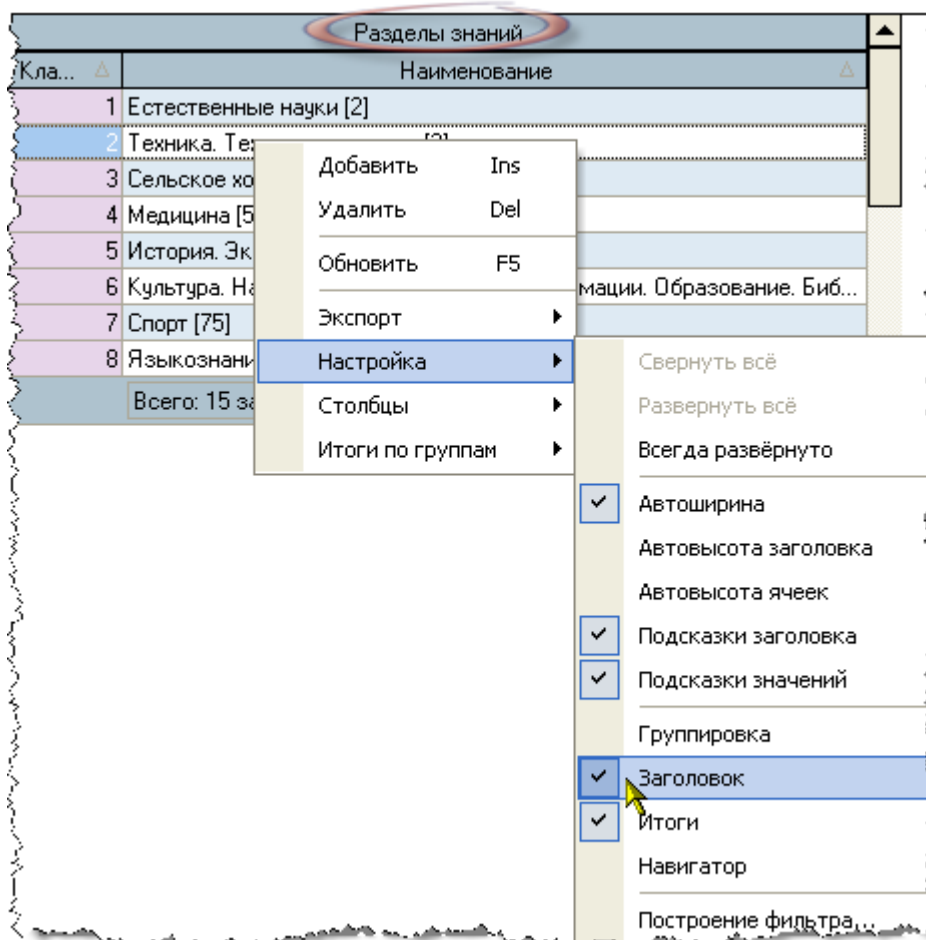 Разделы знаний
Кла... Наименование
1 Естественные науки [2]
2 Техника. Тех
3 Сельское хо
4 Медицина [5
5 История. Эк
6 Культура. На мации. Образование. Биб...
7 Спорт [75]
8 Языкознани
Всего: 15 за
Добавить Ins
Удалить Del
Обновить F5
Экспорт
Настройка
Столбцы
Итоги по группам
Свернуть всё
Развернуть всё
Всегда развёрнуто
Автоширина
Автовысота заголовка
Автовысота ячеек
Подсказки заголовка
Подсказки значений
Группировка
Заголовок
Итоги
Навигатор
Построение фильтра...